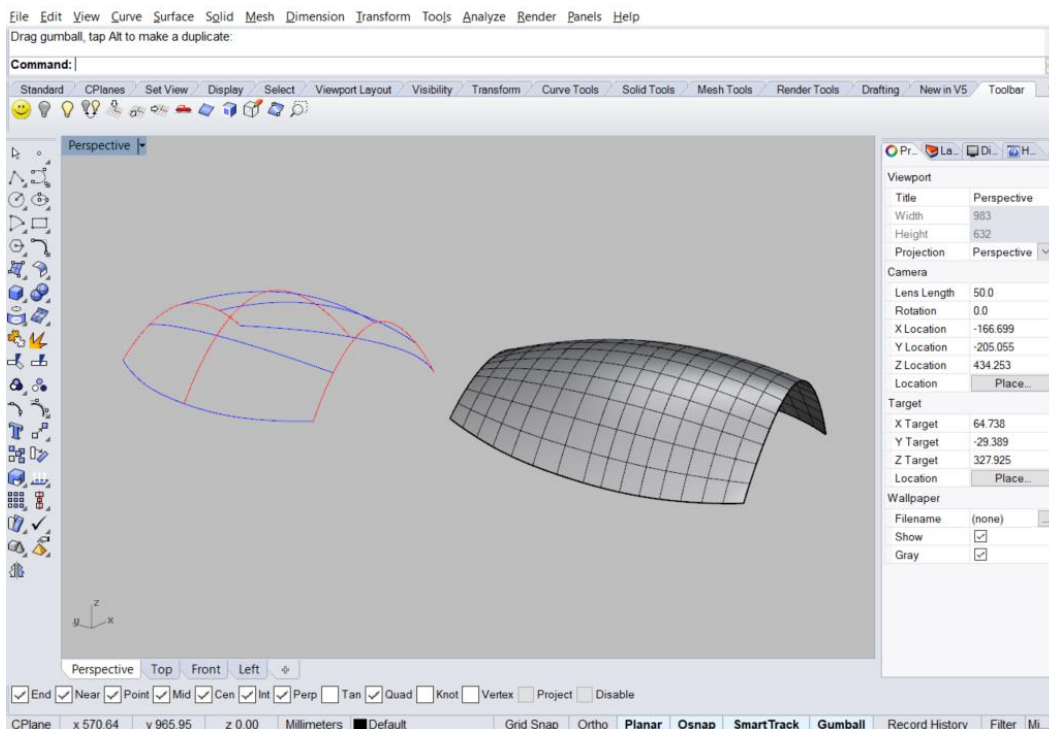 File Edit View Curve Surface Solid Mesh Dimension Transform Tools Analyze Render Panels Help
Drag gumball, tap Alt to make a duplicate:
Command:
Standard CPlanes Set View Display Select Viewport Layout Visibility Transform Curve Tools Solid Tools Mesh Tools Render Tools Drafting New in V5 Toolbar
Perspective
Pr... La... Di... H...
Viewport
Title Perspective
Width 983
Height 632
Projection Perspective
Camera
Lens Length 50.0
Rotation 0.0
X Location -166.699
Y Location -205.055
Z Location 434.253
Location Place...
Target
X Target 64.738
Y Target -29.389
Z Target 327.925
Location Place...
Wallpaper
Filename (none) ...
Show
Gray
z
y x
Perspective Top Front Left
End Near Point Mid Cen Int Perp Tan Quad Knot Vertex Project Disable
CPlane x 570.64 y 965.95 z 0.00 Millimeters Default Grid Snap Ortho Planar Osnap SmartTrack Gumball Record History Filter Mi...